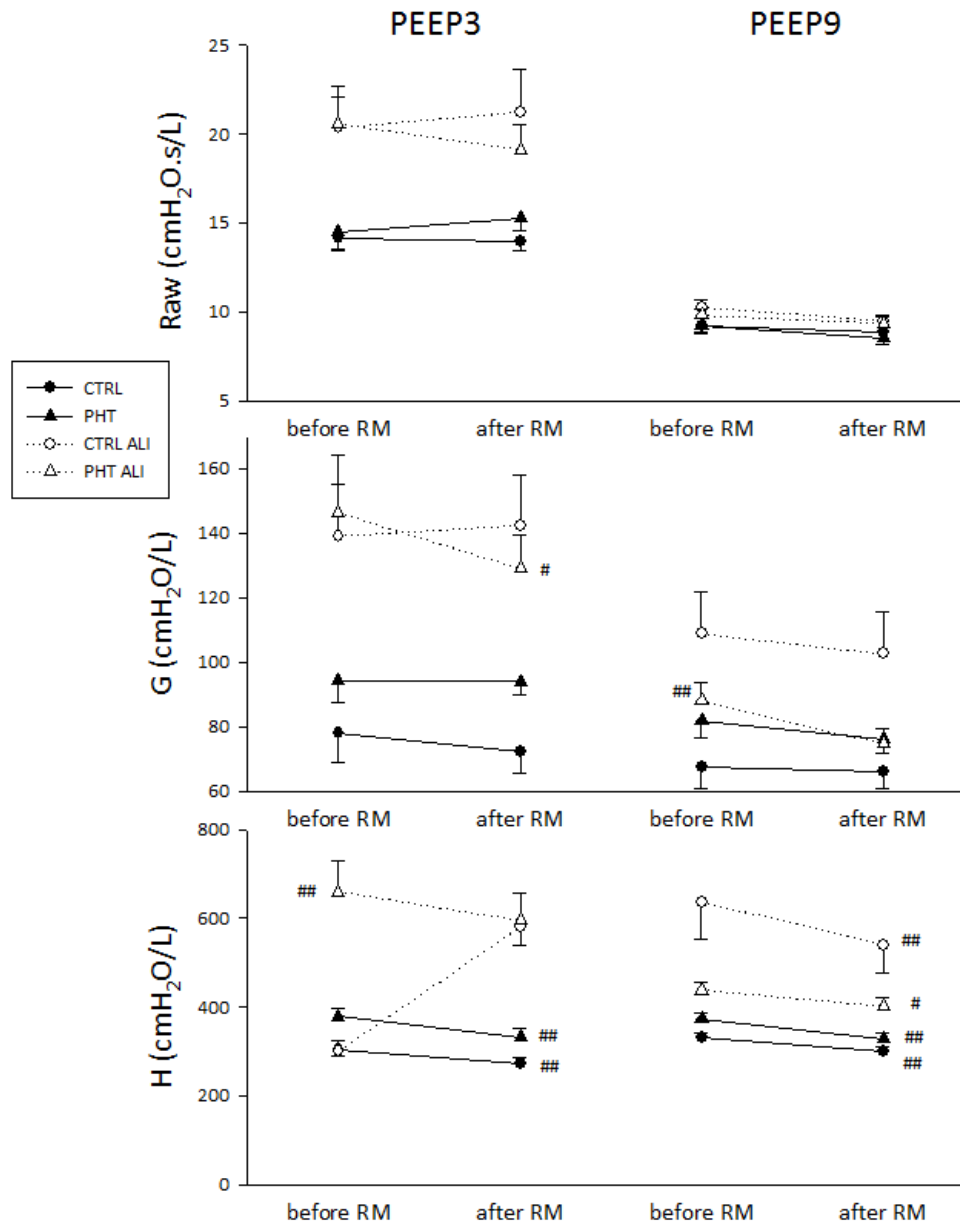 PEEP3 PEEP9
25
20
15
10
5
Raw (cmH₂O.s/L)
before RM after RM before RM after RM
CTRL
PHT
CTRL ALI
PHT ALI
160
140
120
100
80
60
G (cmH₂O/L)
#
##
before RM after RM before RM after RM
800
600
400
200
0
H (cmH₂O/L)
##
##
#
## ##
## ##
before RM after RM before RM after RM